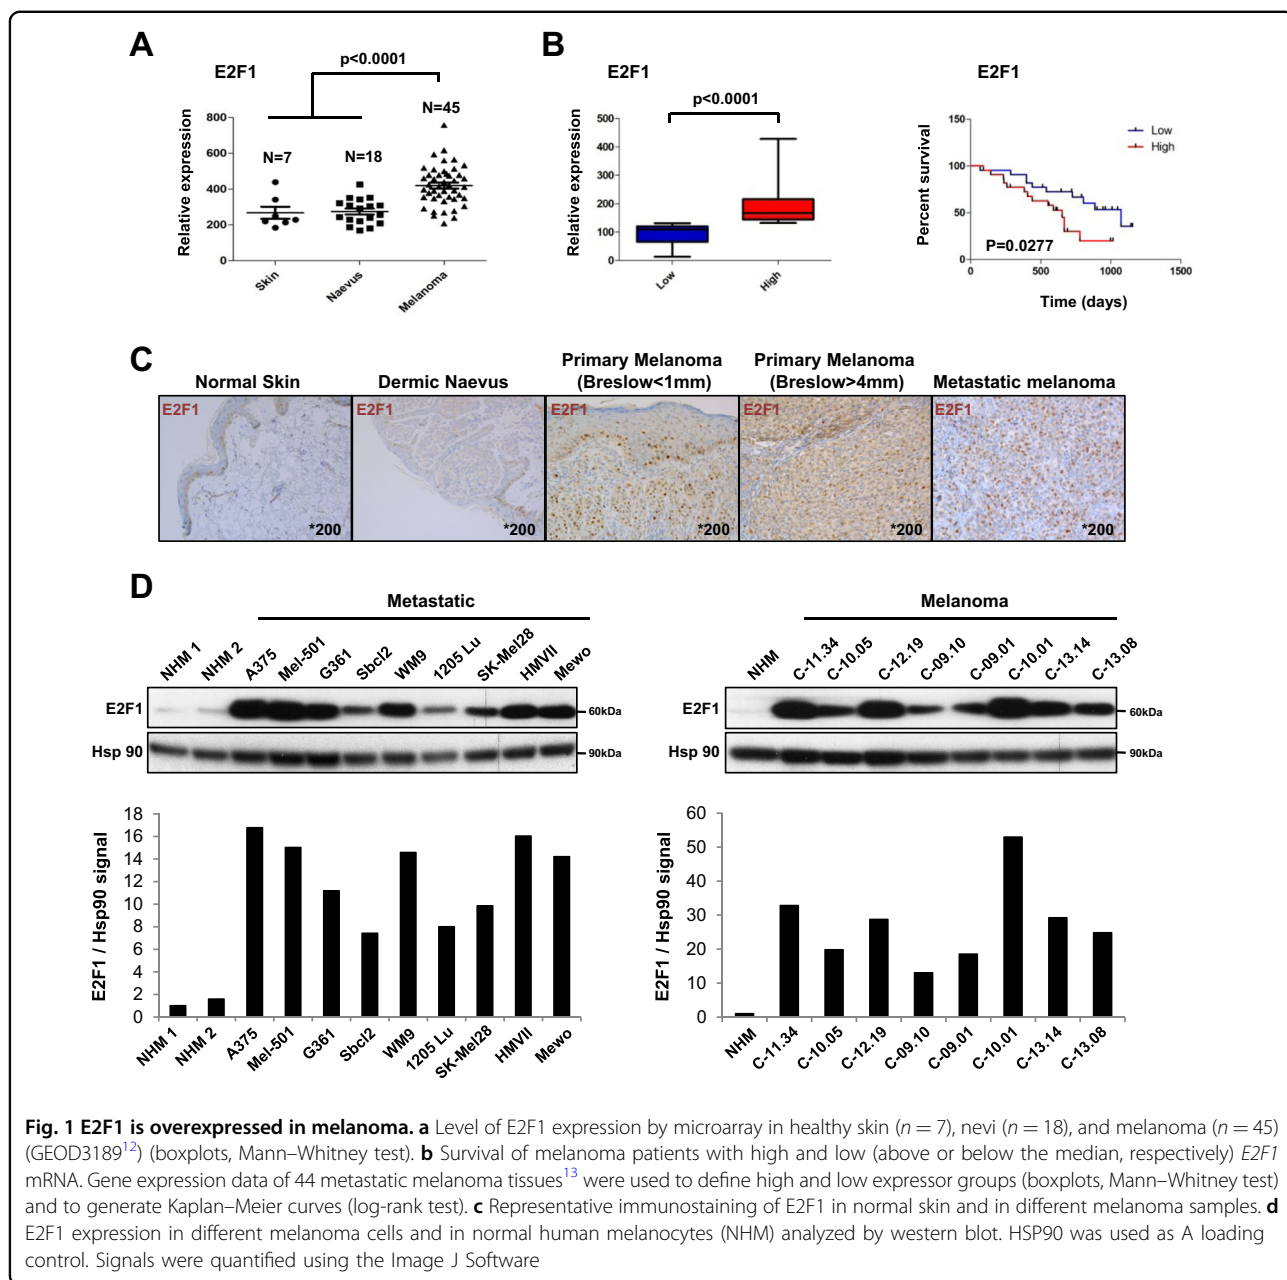 A
E2F1
p<0.0001
N=45
N=7
N=18
Relative expression
800
600
400
200
0
Skin
Naevus
Melanoma
B
E2F1
p<0.0001
Relative expression
500
400
300
200
100
0
Low
High
E2F1
Percent survival
150
100
50
0
Low
High
P=0.0277
0
500
1000
1500
Time (days)
C
Normal Skin
Dermic Naevus
Primary Melanoma
(Breslow<1mm)
Primary Melanoma
(Breslow>4mm)
Metastatic melanoma
E2F1
E2F1
E2F1
E2F1
E2F1
*200
*200
*200
*200
*200
D
Metastatic
NHM 1
NHM 2
A375
Mel-501
G361
Sbcl2
WM9
1205 Lu
SK-Mel28
HMVII
Mewo
E2F1
60kDa
Hsp 90
90kDa
E2F1 / Hsp90 signal
18
16
14
12
10
8
6
4
2
0
NHM 1
NHM 2
A375
Mel-501
G361
Sbcl2
WM9
1205 Lu
SK-Mel28
HMVII
Mewo
Melanoma
NHM
C-11.34
C-10.05
C-12.19
C-09.10
C-09.01
C-10.01
C-13.14
C-13.08
E2F1
60kDa
Hsp 90
90kDa
E2F1 / Hsp90 signal
60
50
40
30
20
10
0
NHM
C-11.34
C-10.05
C-12.19
C-09.10
C-09.01
C-10.01
C-13.14
C-13.08
Fig. 1 E2F1 is overexpressed in melanoma. a Level of E2F1 expression by microarray in healthy skin (n = 7), nevi (n = 18), and melanoma (n = 45)
(GEOD3189¹²) (boxplots, Mann–Whitney test). b Survival of melanoma patients with high and low (above or below the median, respectively) E2F1
mRNA. Gene expression data of 44 metastatic melanoma tissues¹³ were used to define high and low expressor groups (boxplots, Mann–Whitney test)
and to generate Kaplan–Meier curves (log-rank test). c Representative immunostaining of E2F1 in normal skin and in different melanoma samples. d
E2F1 expression in different melanoma cells and in normal human melanocytes (NHM) analyzed by western blot. HSP90 was used as A loading
control. Signals were quantified using the Image J Software